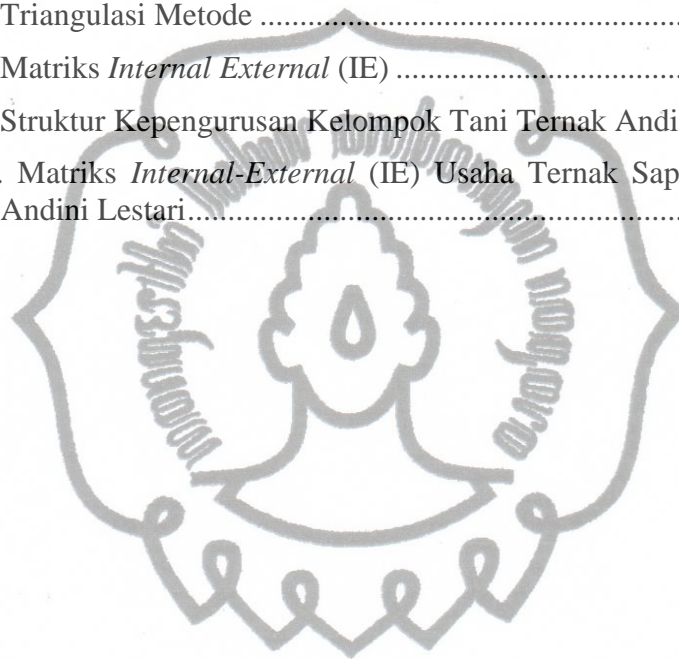 Triangulasi Metode ..................................................
Matriks Internal External (IE) ................................
Struktur Kepengurusan Kelompok Tani Ternak Andi
. Matriks Internal-External (IE) Usaha Ternak Sap
Andini Lestari............................................................